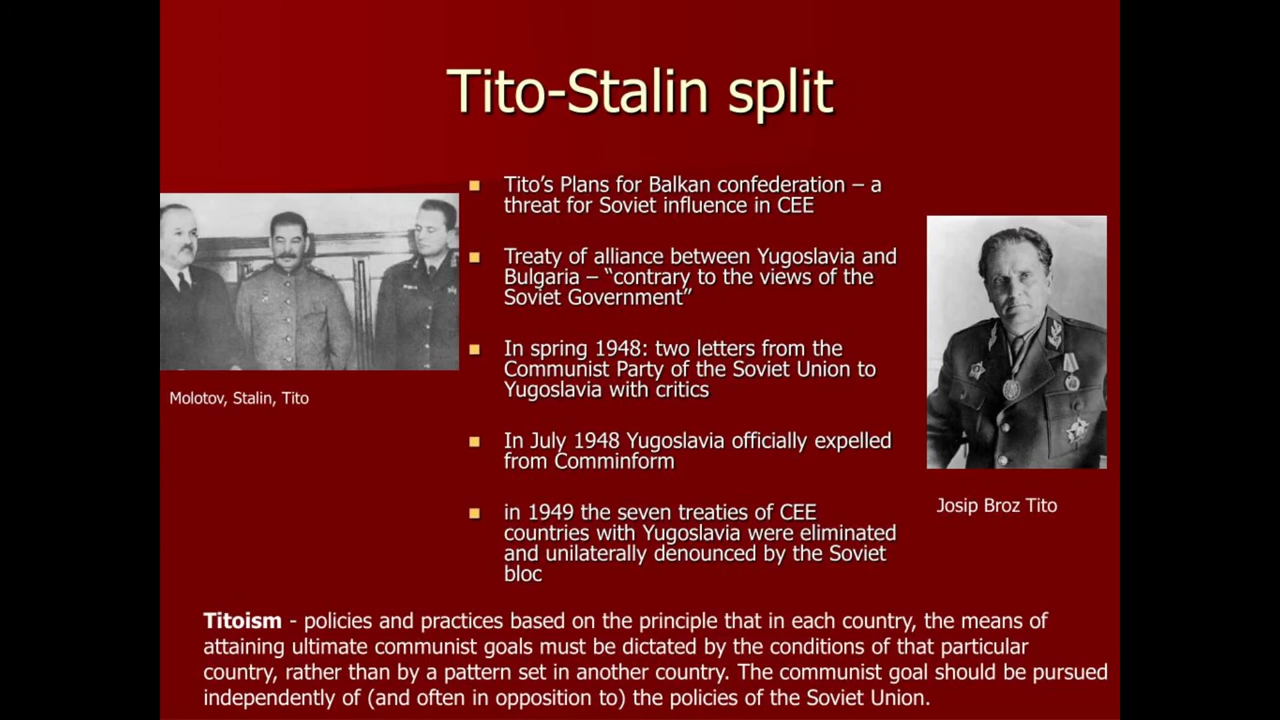 Tito-Stalin split
Tito’s Plans for Balkan confederation – a
threat for Soviet influence in CEE
Treaty of alliance between Yugoslavia and
Bulgaria – “contrary to the views of the
Soviet Government”
In spring 1948: two letters from the
Communist Party of the Soviet Union to
Yugoslavia with critics
In July 1948 Yugoslavia officially expelled
from Comminform
in 1949 the seven treaties of CEE
countries with Yugoslavia were eliminated
and unilaterally denounced by the Soviet
bloc
Molotov, Stalin, Tito
Josip Broz Tito
Titoism - policies and practices based on the principle that in each country, the means of
attaining ultimate communist goals must be dictated by the conditions of that particular
country, rather than by a pattern set in another country. The communist goal should be pursued
independently of (and often in opposition to) the policies of the Soviet Union.